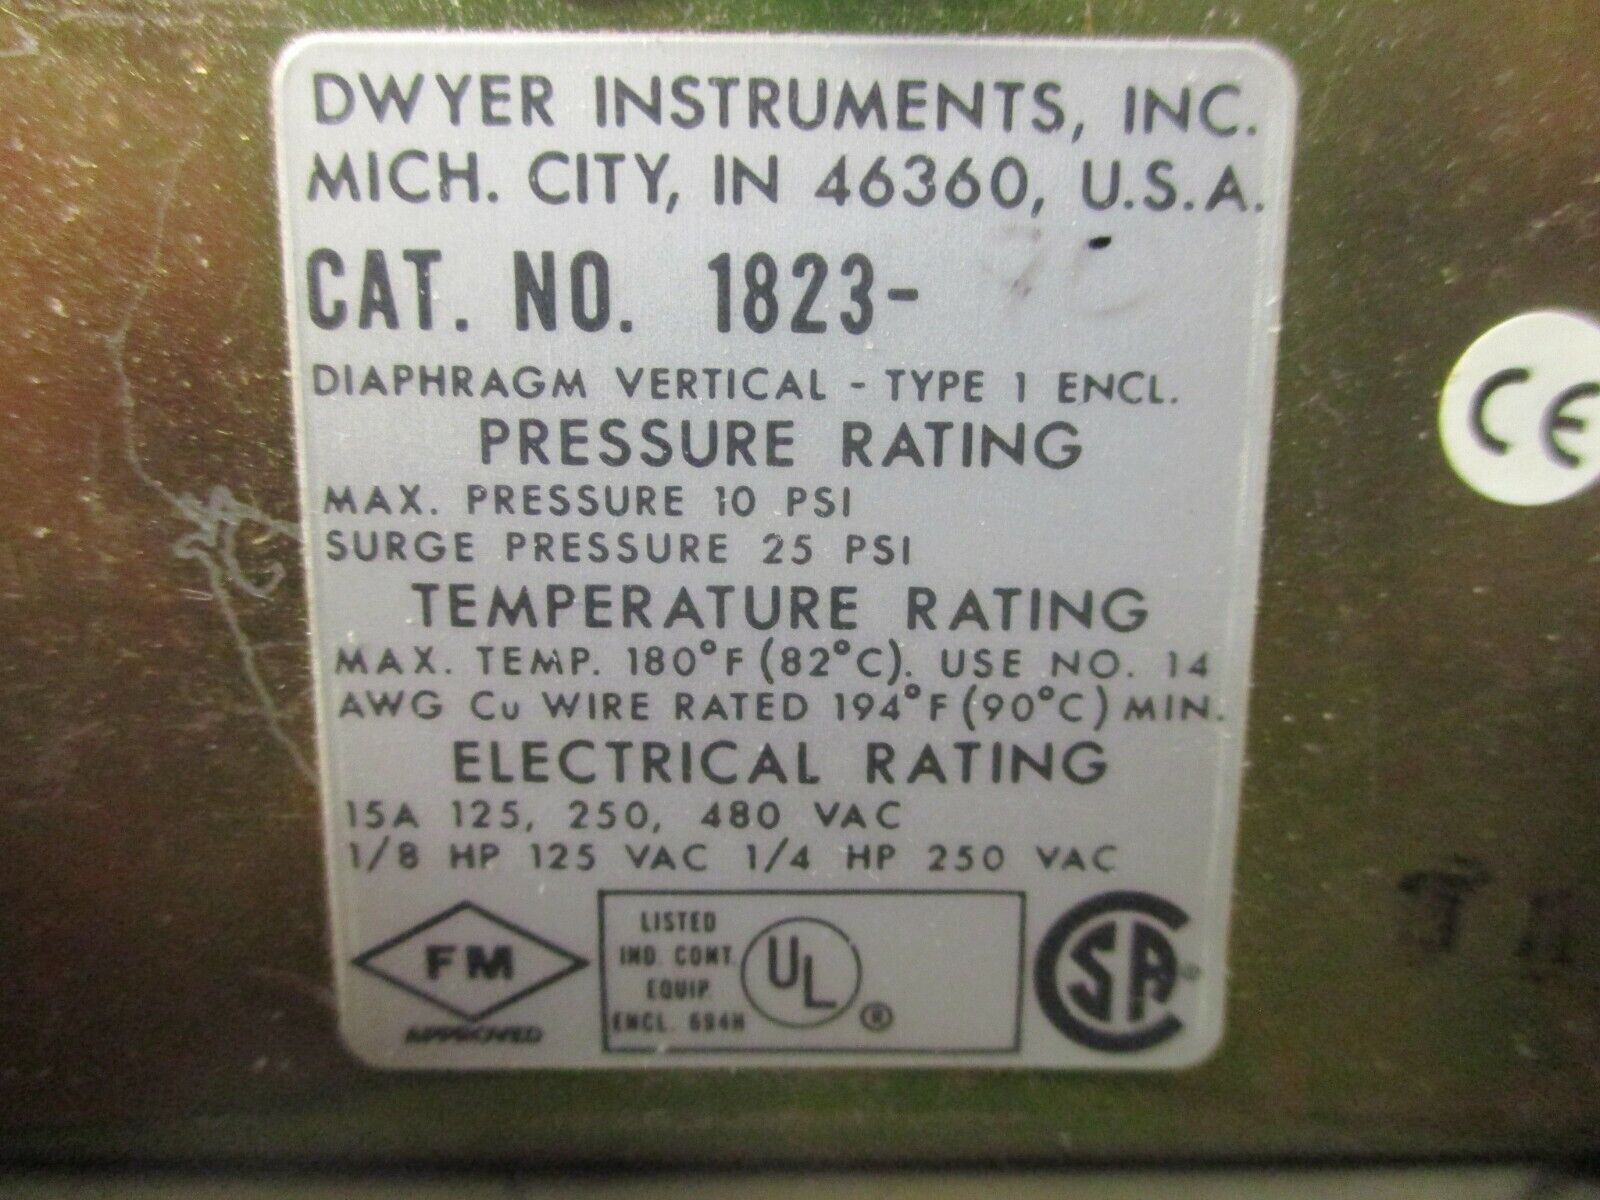 DWYER INSTRUMENTS, INC.
MICH. CITY, IN 46360, U.S.A.
CAT. NO. 1823-
DIAPHRAGM VERTICAL - TYPE 1 ENCL.
PRESSURE RATING
MAX. PRESSURE 10 PSI
SURGE PRESSURE 25 PSI
TEMPERATURE RATING
MAX. TEMP. 180°F (82°C). USE NO. 14
AWG Cu WIRE RATED 194°F (90°C) MIN.
ELECTRICAL RATING
15A 125, 250, 480 VAC
1/8 HP 125 VAC 1/4 HP 250 VAC
FM
APPROVED
LISTED
IND. CONT.
EQUIP.
ENCL. 694H
UL ®
CSA ®
CE